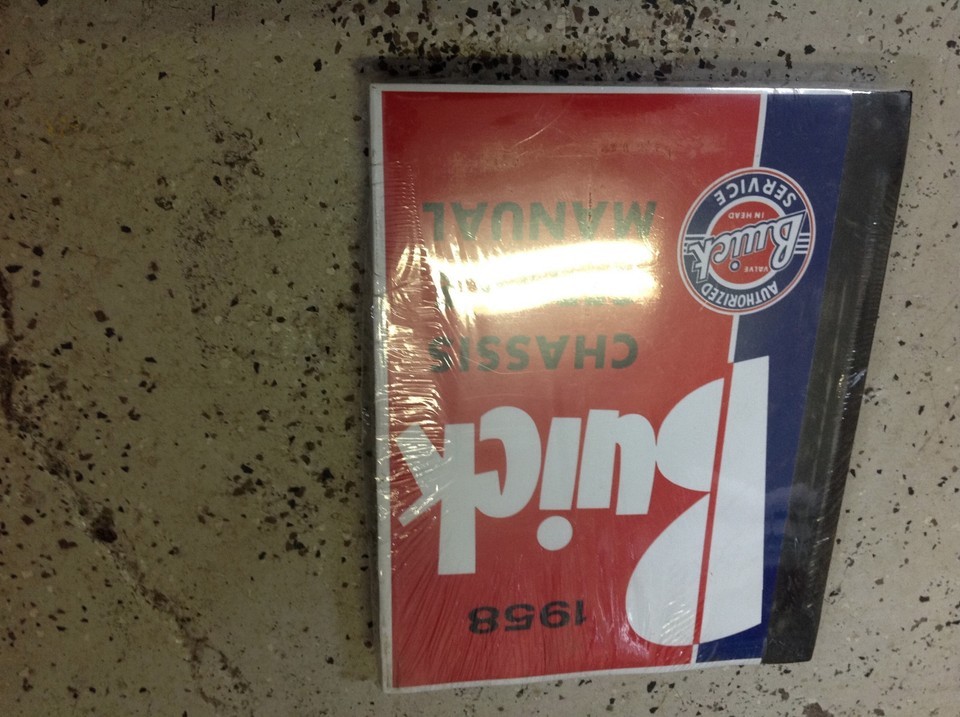 1958
Buick
CHASSIS
MANUAL
AUTHORIZED
VALVE
Buick
IN HEAD
SERVICE